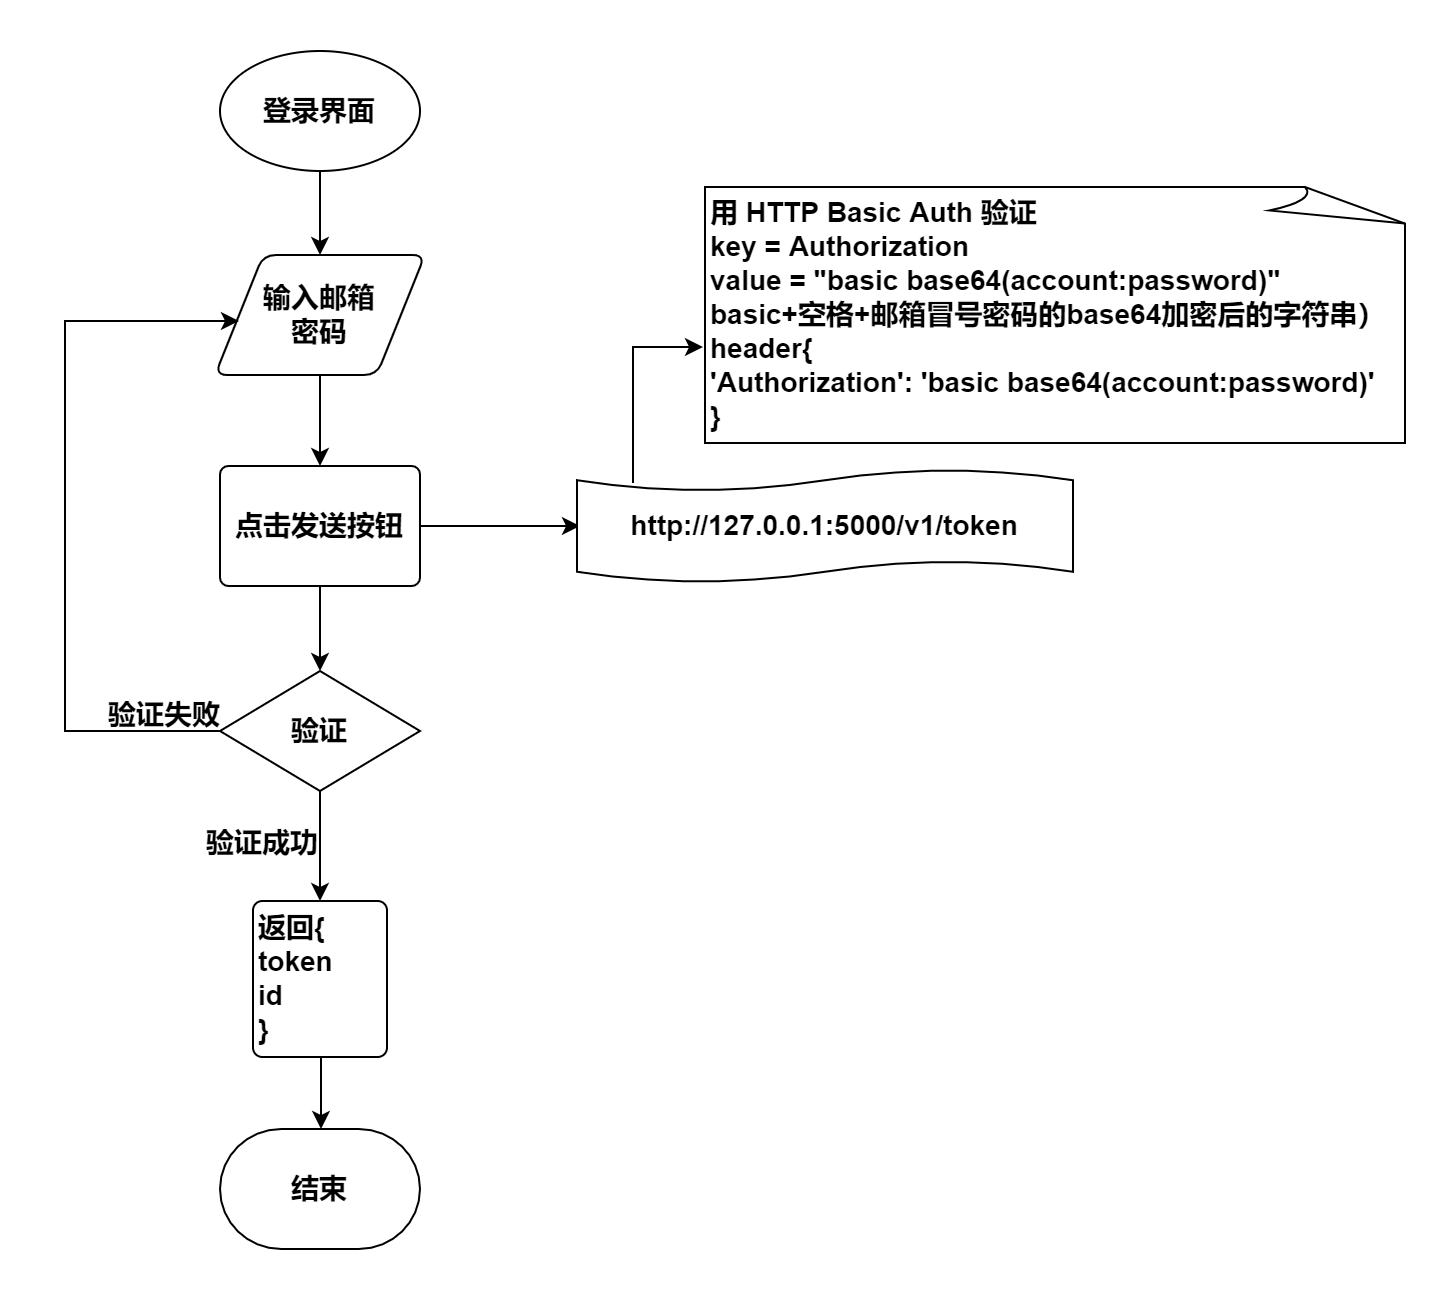 登录界面
输入邮箱
密码
点击发送按钮
http://127.0.0.1:5000/v1/token
用 HTTP Basic Auth 验证
key = Authorization
value = "basic base64(account:password)"
basic+空格+邮箱冒号密码的base64加密后的字符串）
header{
'Authorization': 'basic base64(account:password)'
}
验证
验证失败
验证成功
返回{
token
id
}
结束